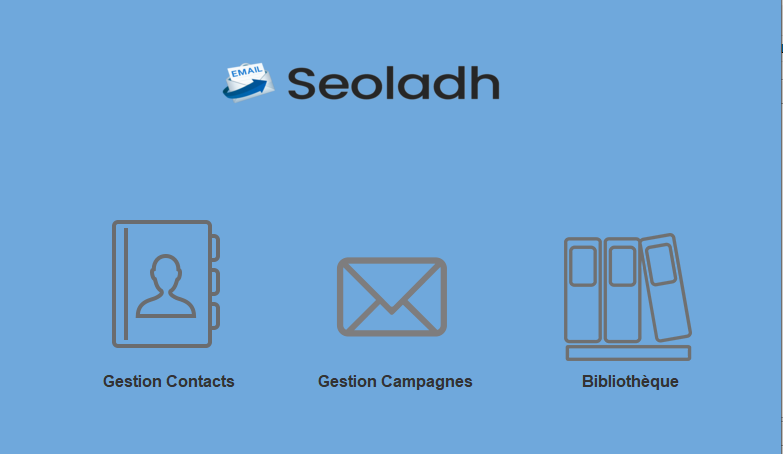 EMAIL
Seoladh
Gestion Contacts
Gestion Campagnes
Bibliothèque